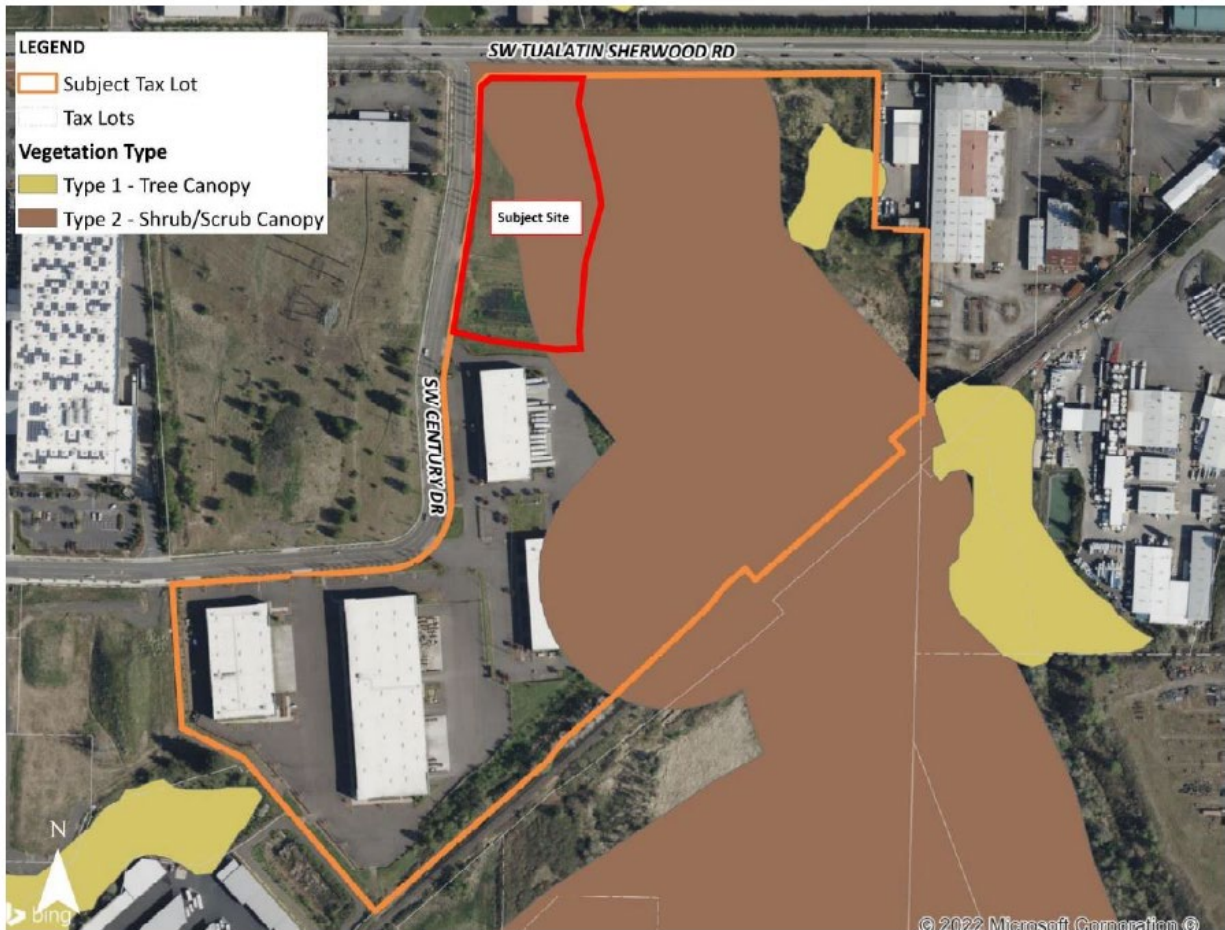 LEGEND
Subject Tax Lot
Tax Lots
Vegetation Type
Type 1 - Tree Canopy
Type 2 - Shrub/Scrub Canopy
SW TUALATIN SHERWOOD RD
Subject Site
SW CENTURY DR
N
bing
© 2022 Microsoft Corporation ©